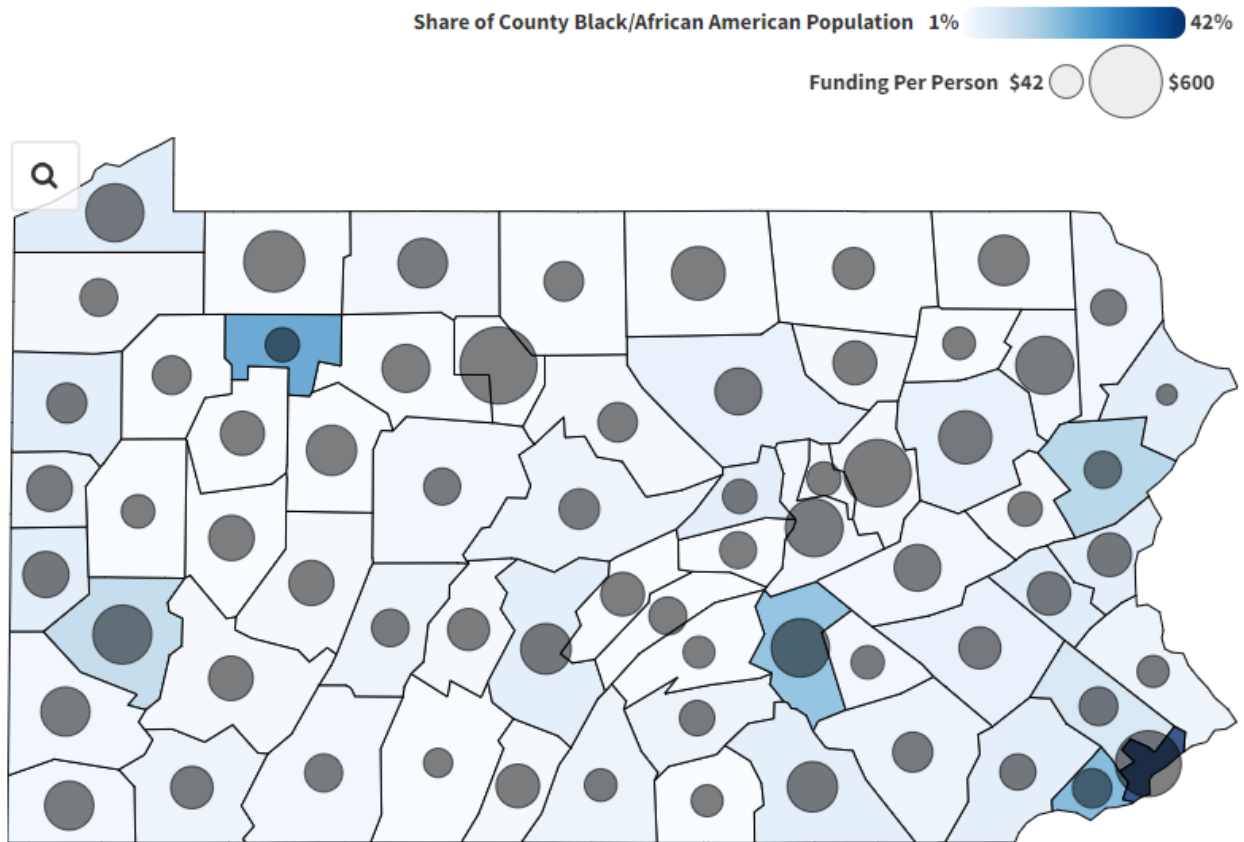 Share of County Black/African American Population 1% 42%
Funding Per Person $42 $600